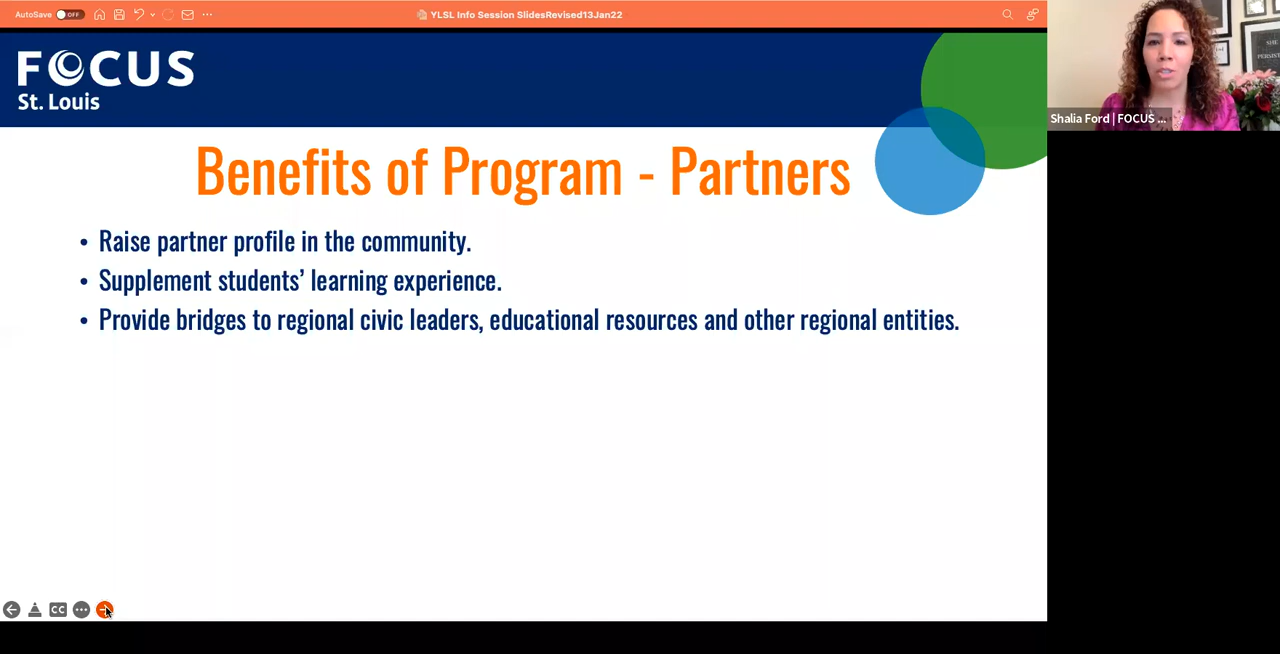 AutoSave OFF
YLSL Info Session SlidesRevised13Jan22
FOCUS
St. Louis
Benefits of Program - Partners
• Raise partner profile in the community.
• Supplement students’ learning experience.
• Provide bridges to regional civic leaders, educational resources and other regional entities.
CC
Shalia Ford | FOCUS ...
SHE
PERSIST